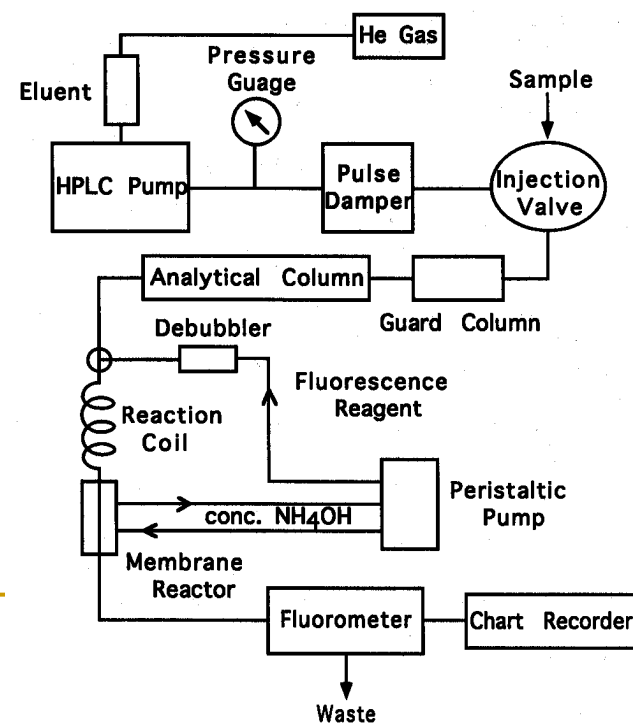 He Gas
Pressure
Guage
Eluent
Sample
HPLC Pump
Pulse
Damper
Injection
Valve
Analytical Column
Guard Column
Debubbler
Fluorescence
Reagent
Reaction
Coil
Peristaltic
Pump
conc. NH4OH
Membrane
Reactor
Fluorometer
Chart Recorder
Waste